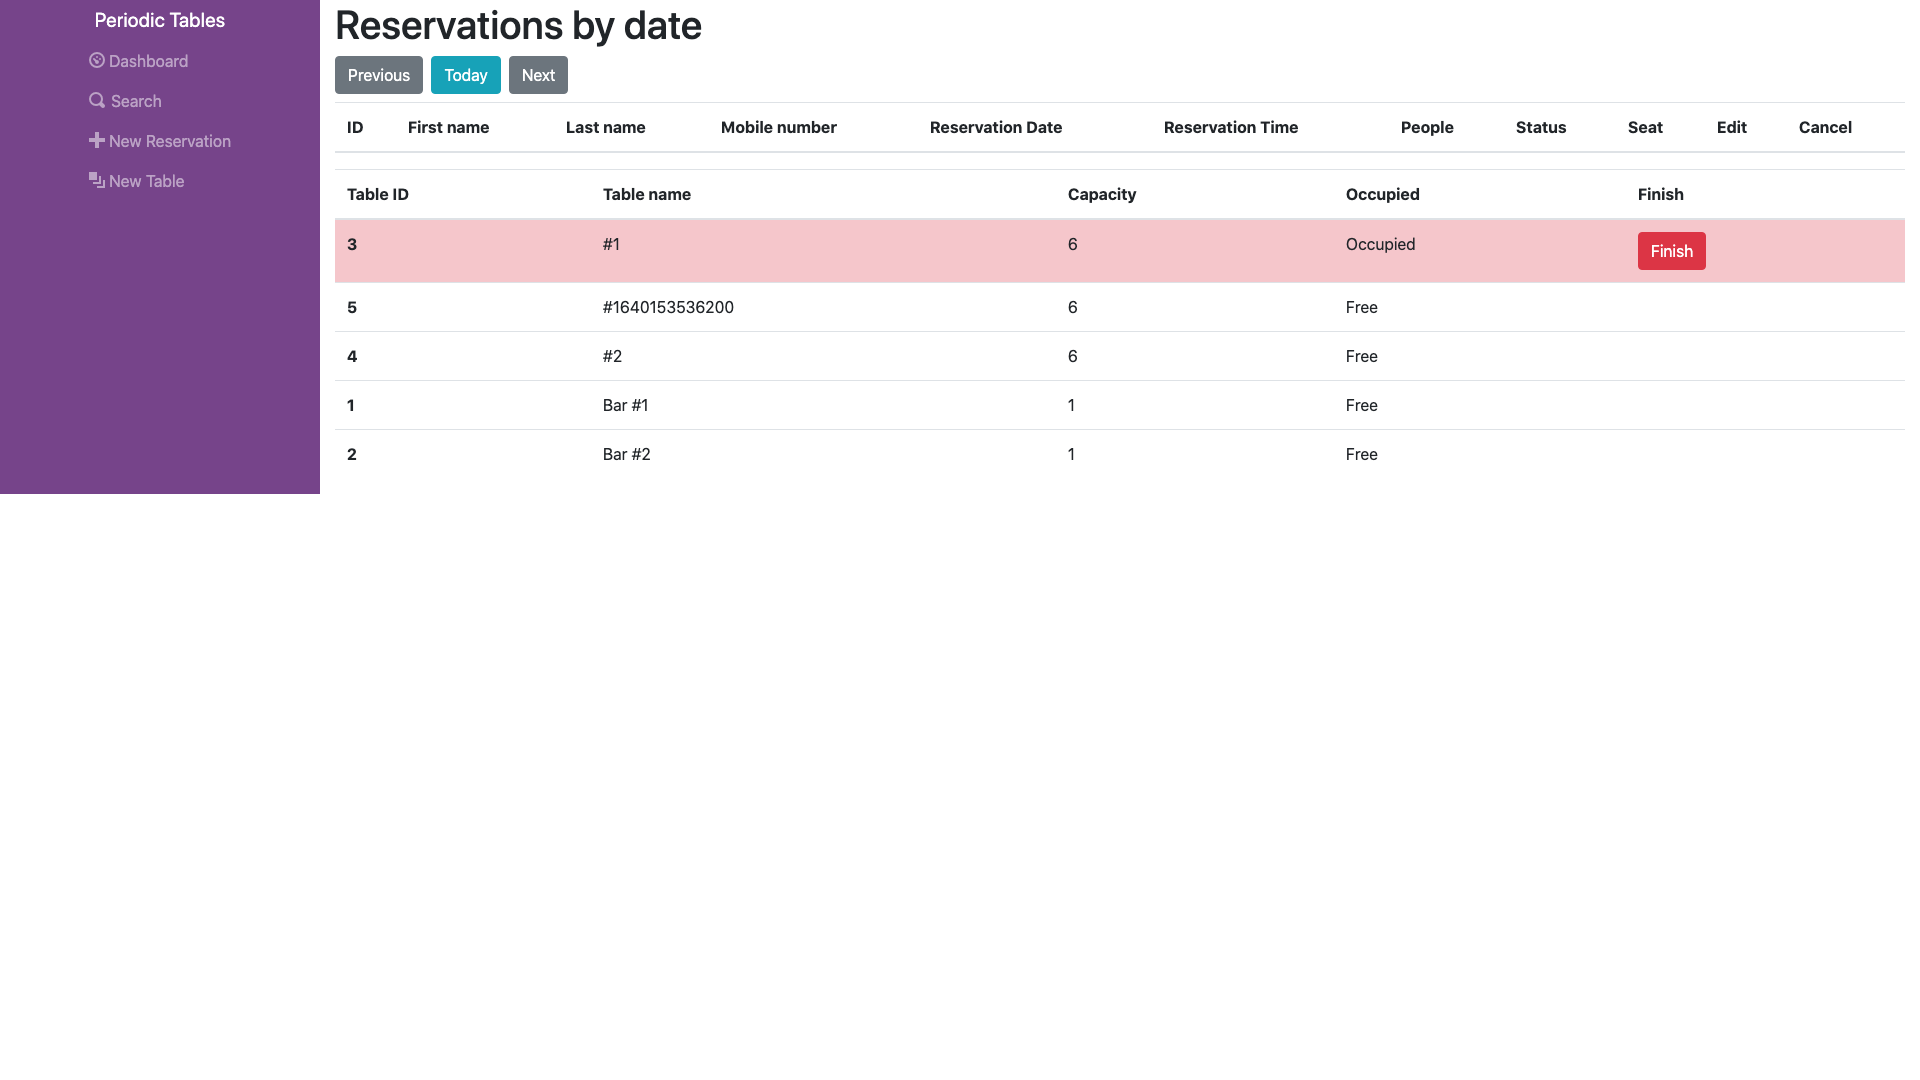 Periodic Tables
Dashboard
Search
New Reservation
New Table
Reservations by date
Previous Today Next
ID First name Last name Mobile number Reservation Date Reservation Time People Status Seat Edit Cancel
Table ID Table name Capacity Occupied Finish
3 #1 6 Occupied Finish
5 #1640153536200 6 Free
4 #2 6 Free
1 Bar #1 1 Free
2 Bar #2 1 Free